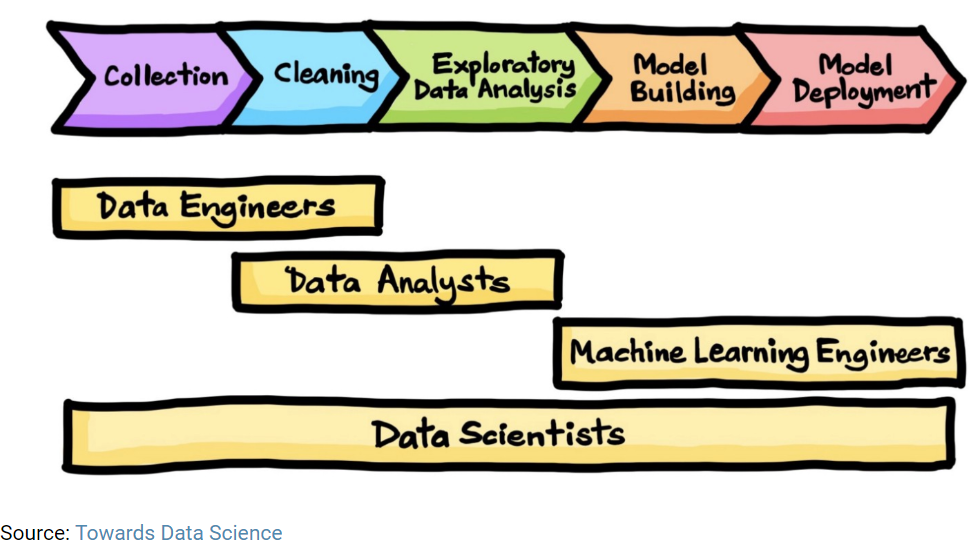 Collection
Cleaning
Exploratory
Data Analysis
Model
Building
Model
Deployment
Data Engineers
Data Analysts
Machine Learning Engineers
Data Scientists
Source: Towards Data Science